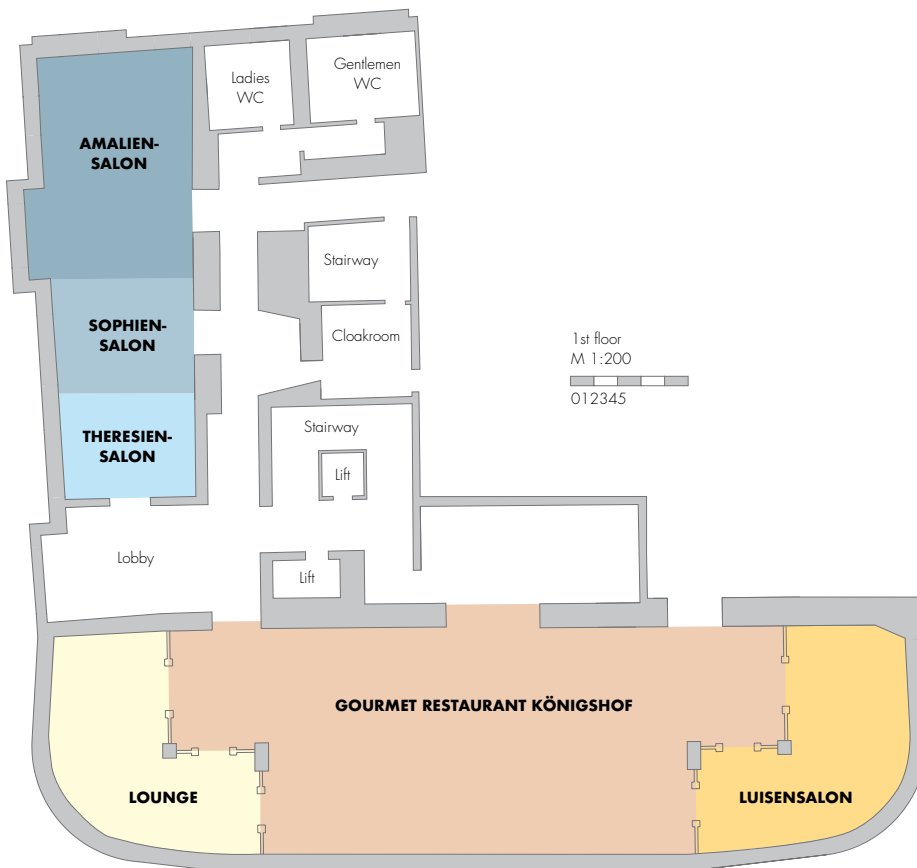 Ladies
WC
Gentlemen
WC
AMALIEN-
SALON
Stairway
SOPHIEN-
SALON
Cloakroom
1st floor
M 1:200
012345
THERESIEN-
SALON
Stairway
Lift
Lobby
Lift
GOURMET RESTAURANT KÖNIGSHOF
LOUNGE
LUISENSALON